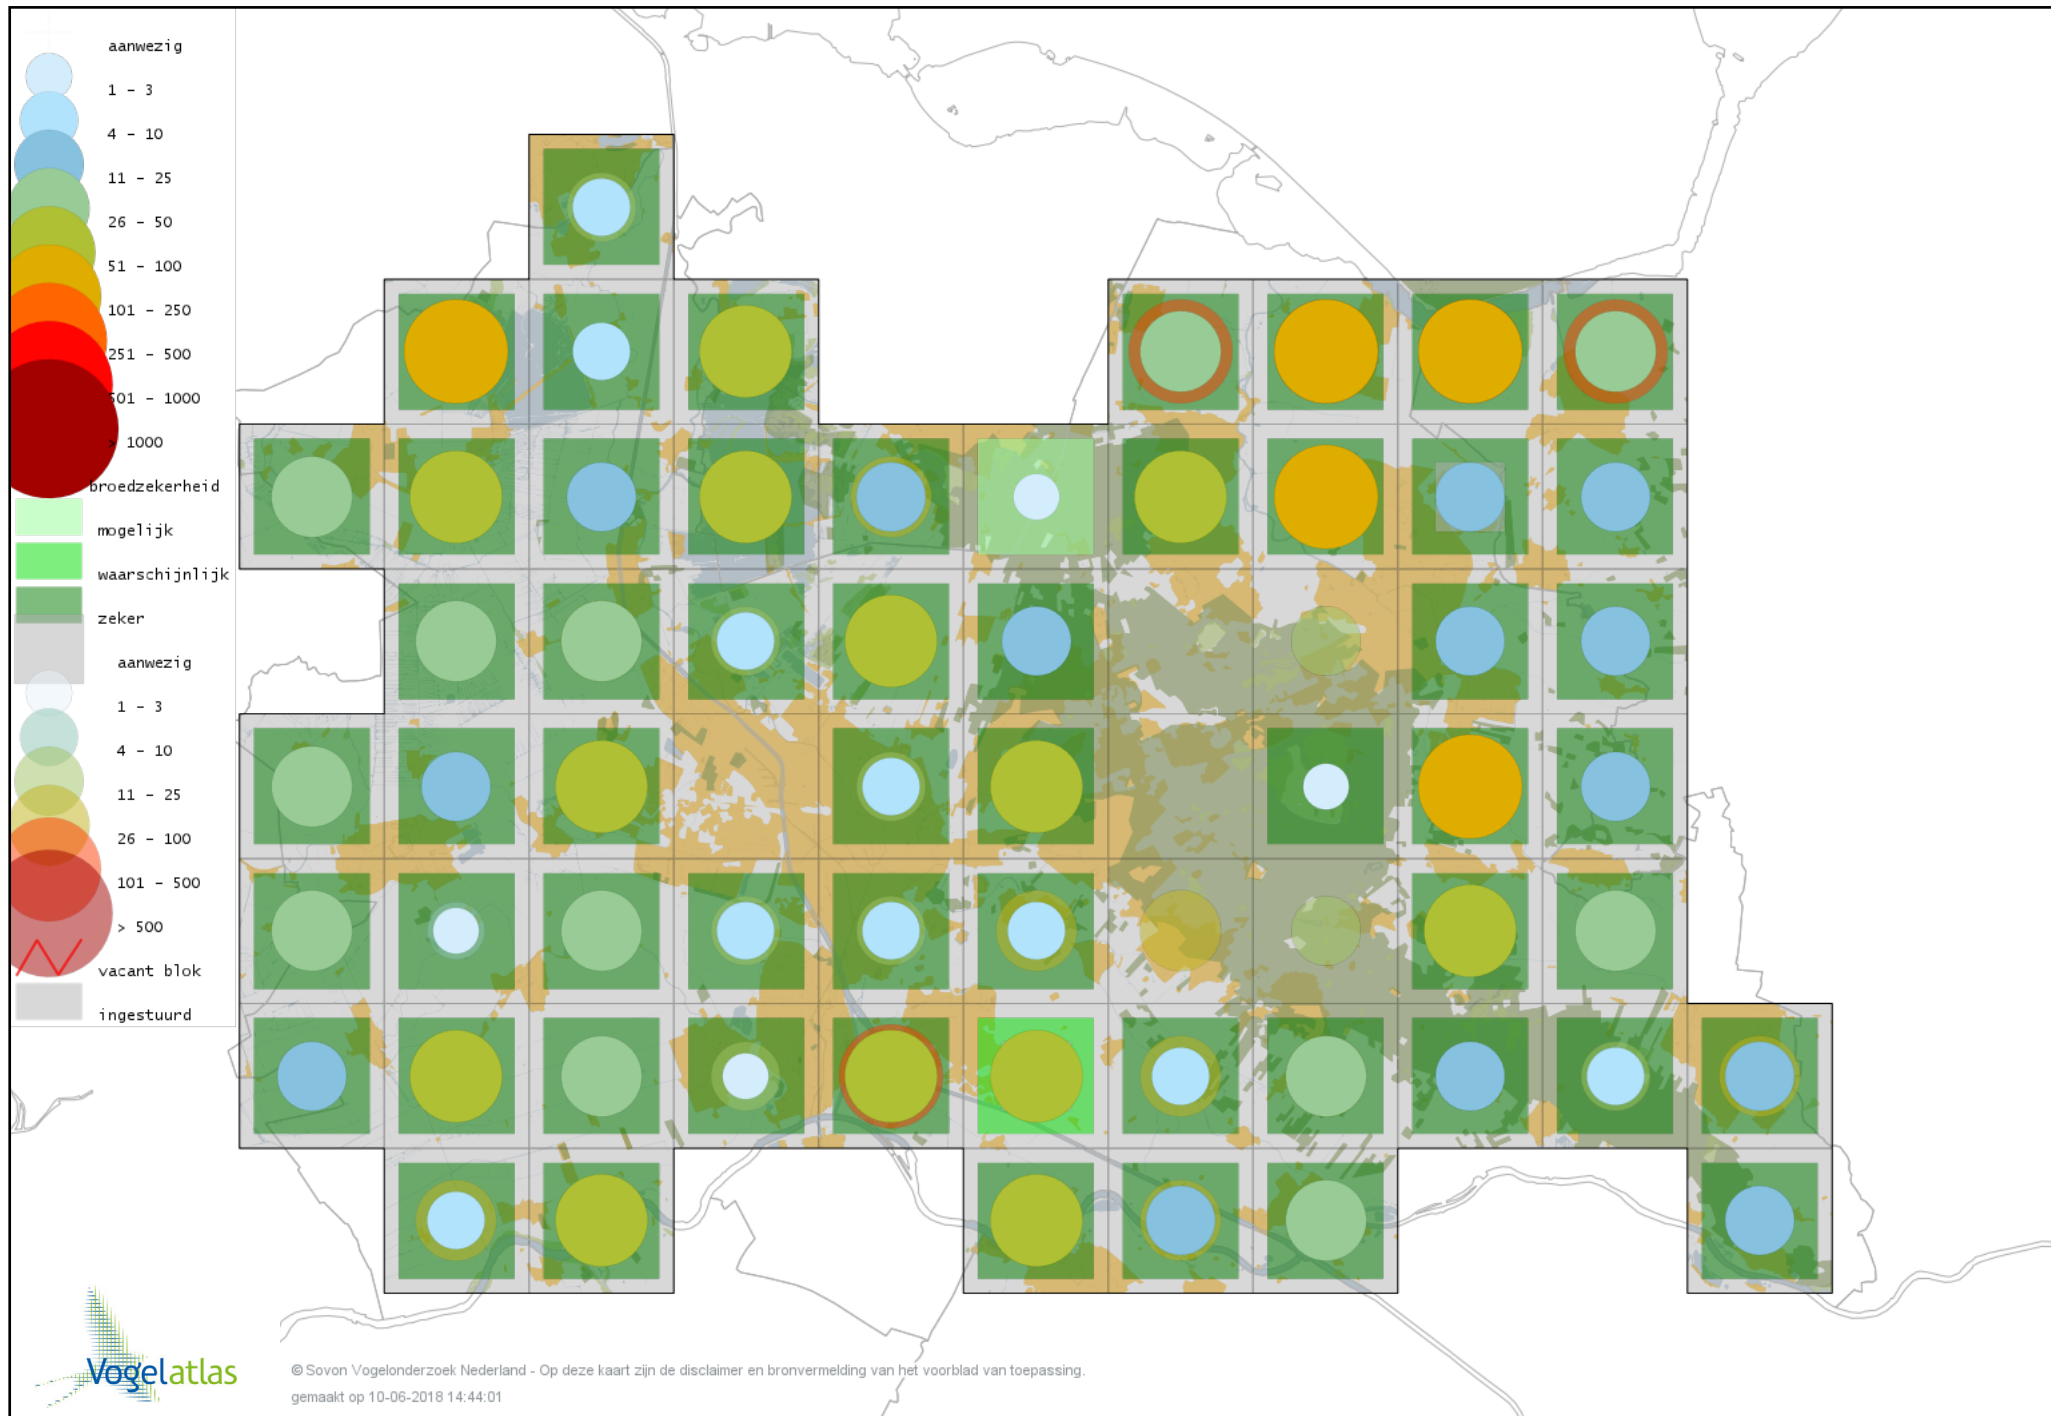 aanwezig
1 - 3
4 - 10
11 - 25
26 - 50
51 - 100
101 - 250
251 - 500
501 - 1000
> 1000
broedzekerheid
mogelijk
waarschijnlijk
zeker
aanwezig
1 - 3
4 - 10
11 - 25
26 - 100
101 - 500
> 500
vacant blok
ingestuurd
Vogelatlas
© Sovon Vogelonderzoek Nederland - Op deze kaart zijn de disclaimer en bronvermelding van het voorblad van toepassing.
gemaakt op 10-06-2018 14:44:01